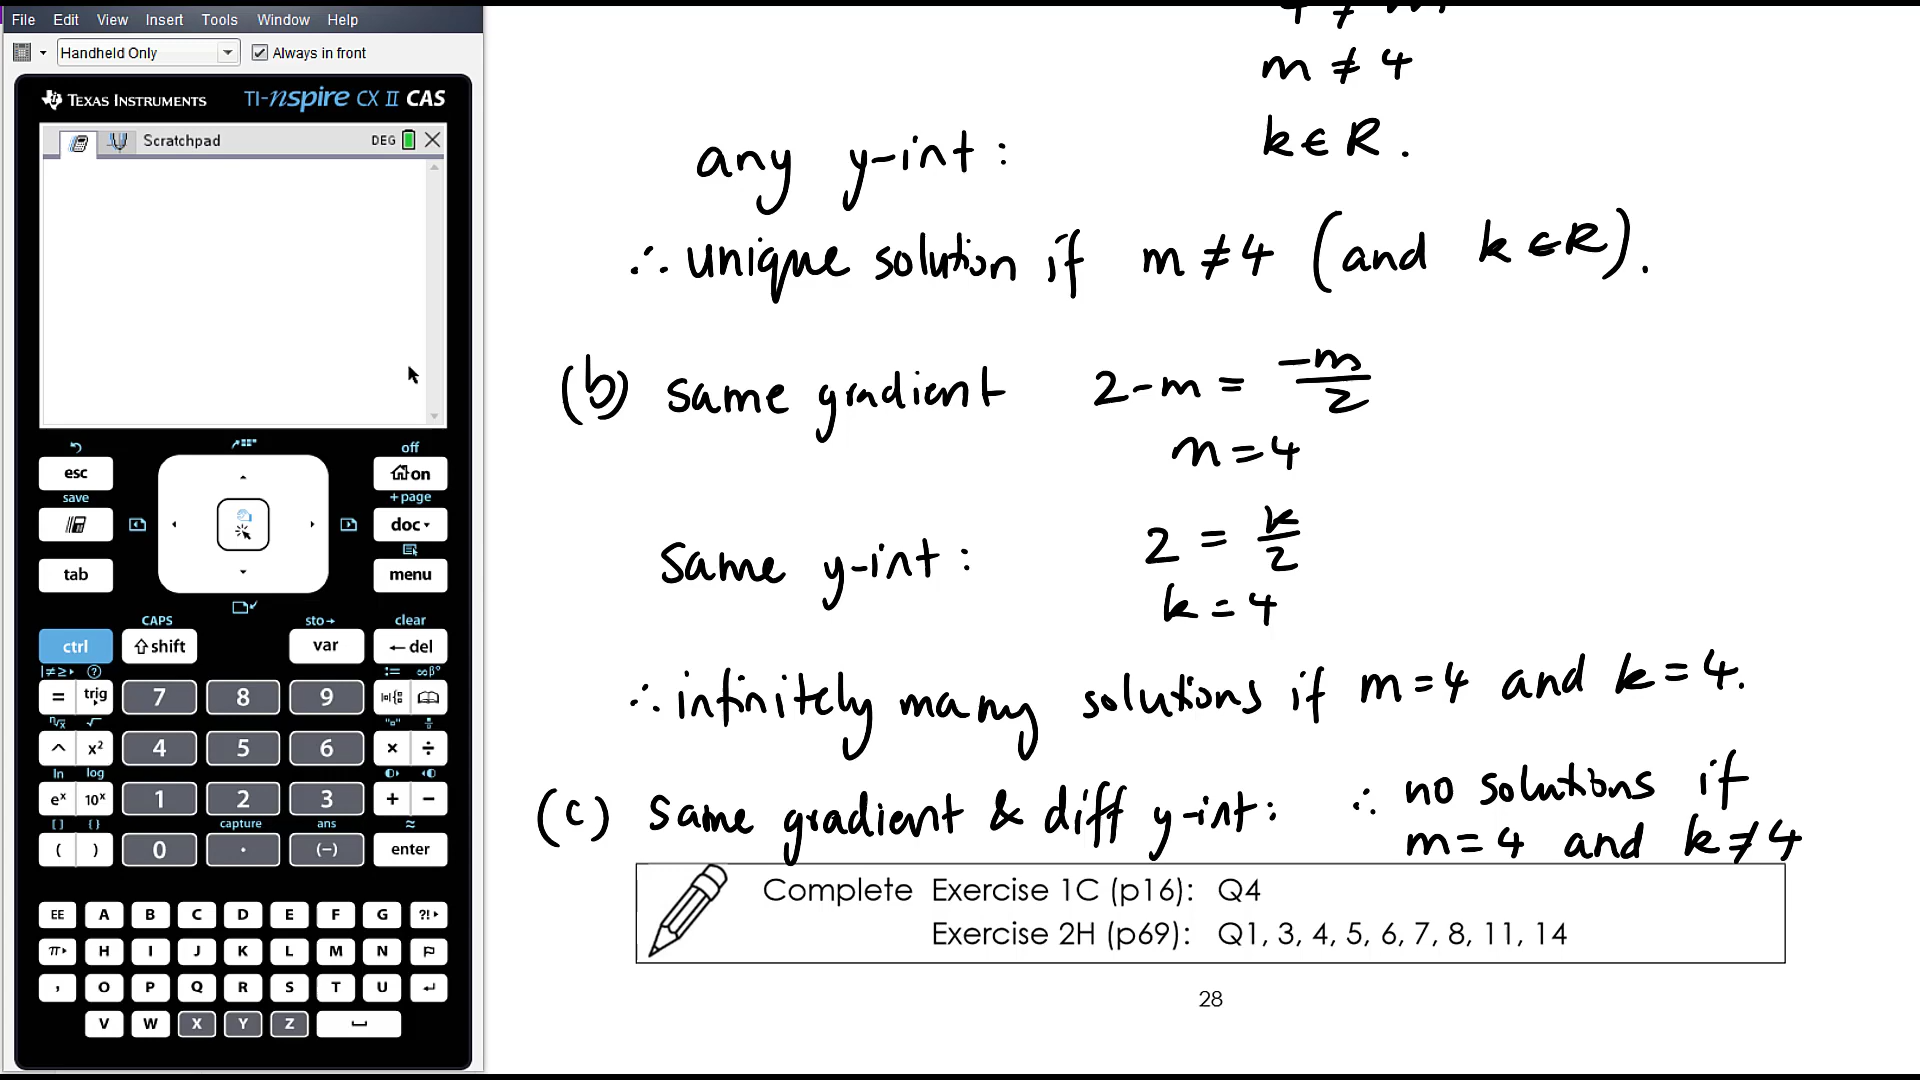 File Edit View Insert Tools Window Help
Handheld Only Always in front
TEXAS INSTRUMENTS TI-nspire CX II CAS
Scratchpad DEG
off
esc on
save +page
doc
tab menu
CAPS sto→ clear
ctrl ⇧shift var ←del
|≠≥▸ ? := ∞β°
= trig 7 8 9
ⁿ√x √
^ x² 4 5 6 × ÷
ln log
eˣ 10ˣ 1 2 3 + −
[ ] { } capture ans ≈
( ) 0 . (−) enter
EE A B C D E F G ?!▸
π▸ H I J K L M N
, O P Q R S T U ↵
V W X Y Z
m ≠ 4
any y-int : k ∈ R .
∴ unique solution if m ≠ 4 (and k ∈ R).
(b) same gradient 2-m = -m/2
m = 4
same y-int : 2 = k/2
k = 4
∴ infinitely many solutions if m=4 and k=4.
(c) same gradient & diff y-int : ∴ no solutions if
m=4 and k≠4
Complete Exercise 1C (p16): Q4
Exercise 2H (p69): Q1, 3, 4, 5, 6, 7, 8, 11, 14
28